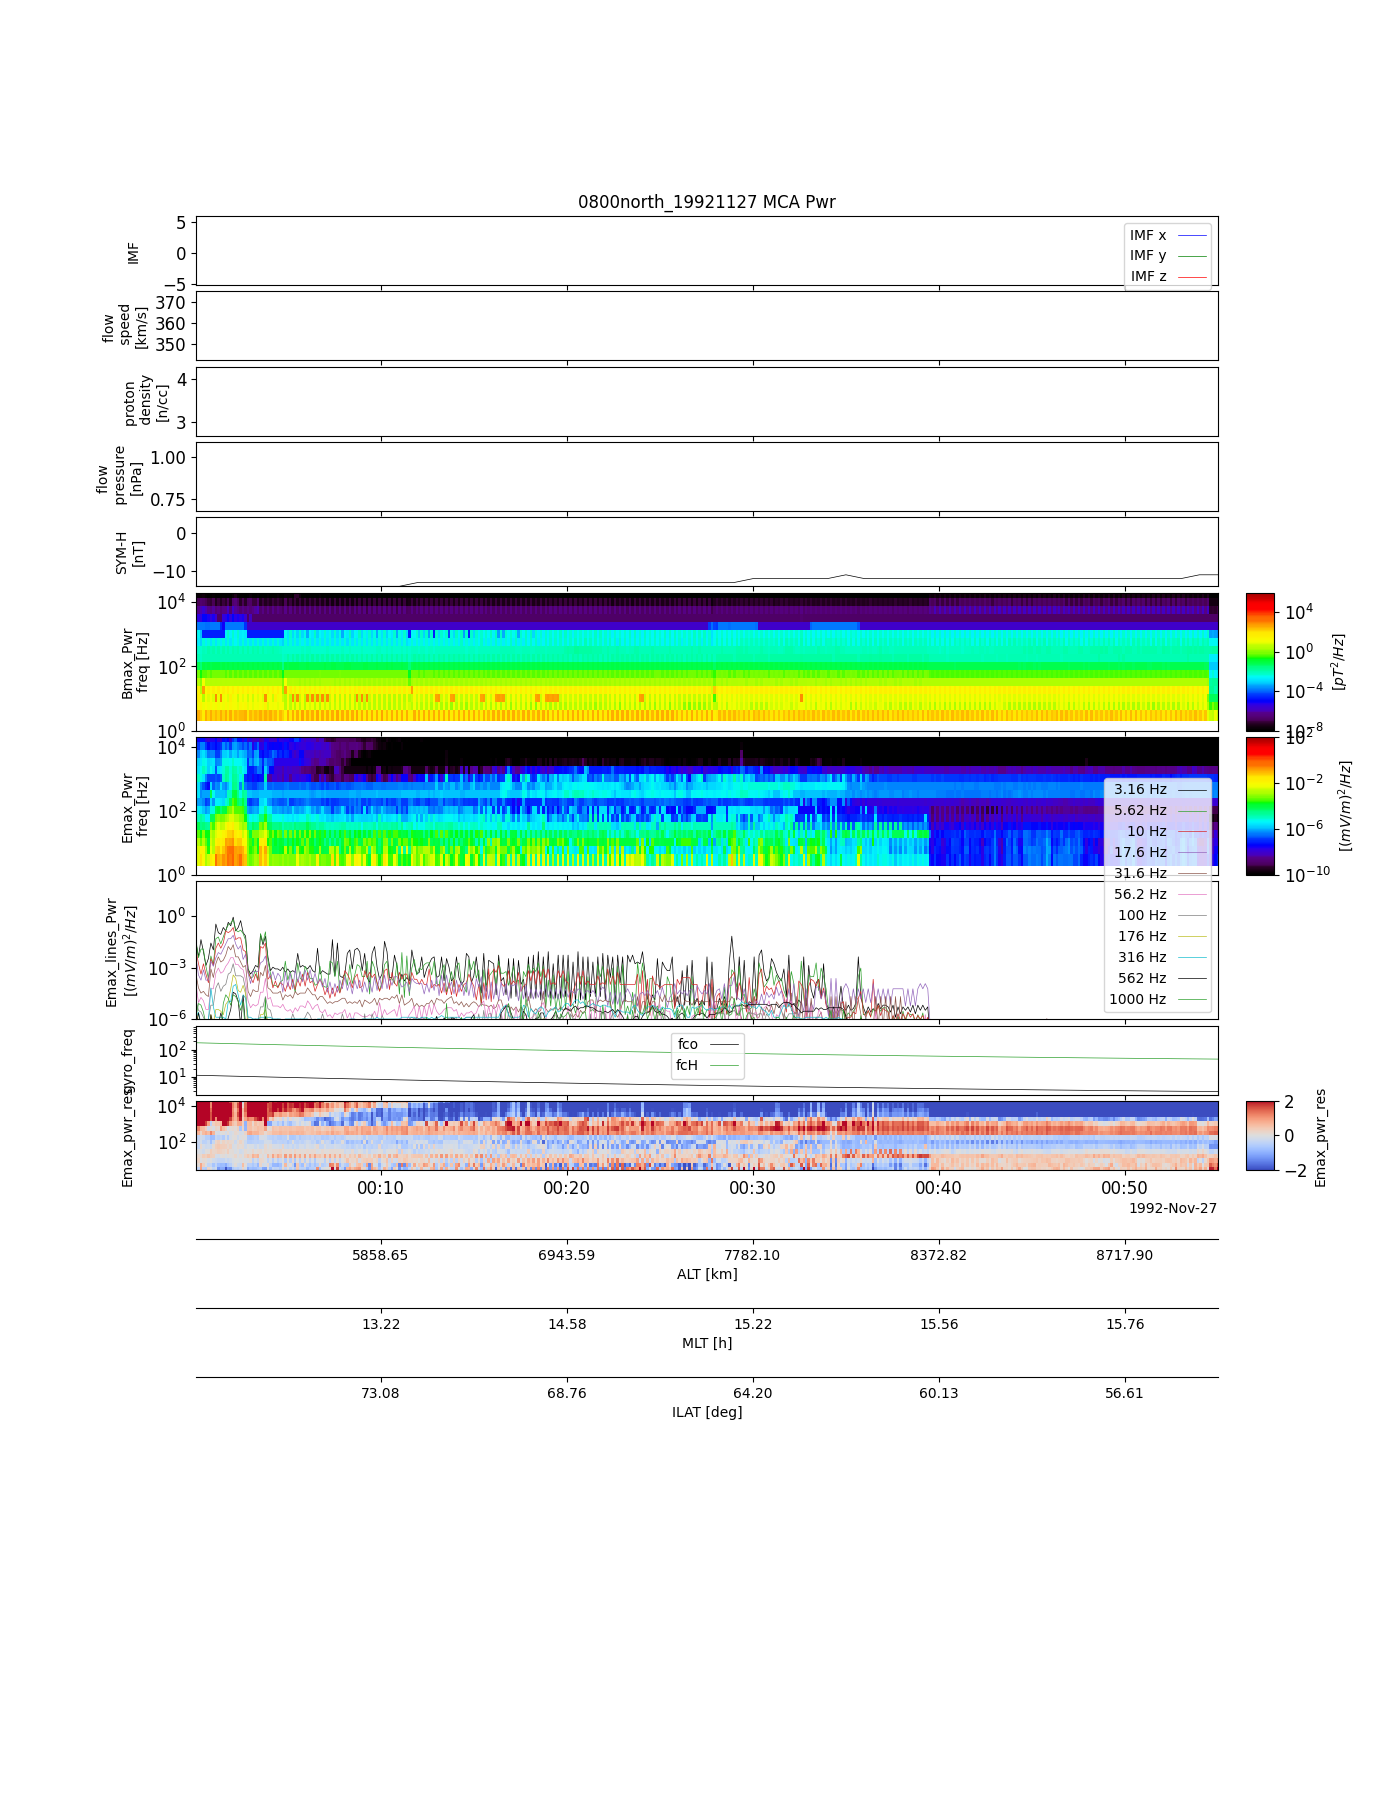 0800north_19921127 MCA Pwr
5
0
−5
IMF
IMF x
IMF y
IMF z
370
360
350
flow
speed
[km/s]
4
3
proton
density
[n/cc]
1.00
0.75
flow
pressure
[nPa]
0
−10
SYM-H
[nT]
10^4
10^2
10^0
Bmax_Pwr
freq [Hz]
10^4
10^0
10^−4
10^−8
[pT^2/Hz]
10^4
10^2
10^0
Emax_Pwr
freq [Hz]
10^2
10^−2
10^−6
10^−10
[(mV/m)^2/Hz]
3.16 Hz
5.62 Hz
10 Hz
17.6 Hz
31.6 Hz
56.2 Hz
100 Hz
176 Hz
316 Hz
562 Hz
1000 Hz
10^0
10^−3
10^−6
Emax_lines_Pwr
[(mV/m)^2/Hz]
10^2
10^1
gyro_freq
fco
fcH
10^4
10^2
Emax_pwr_res
2
0
−2
Emax_pwr_res
00:10 00:20 00:30 00:40 00:50
1992-Nov-27
5858.65 6943.59 7782.10 8372.82 8717.90
ALT [km]
13.22 14.58 15.22 15.56 15.76
MLT [h]
73.08 68.76 64.20 60.13 56.61
ILAT [deg]